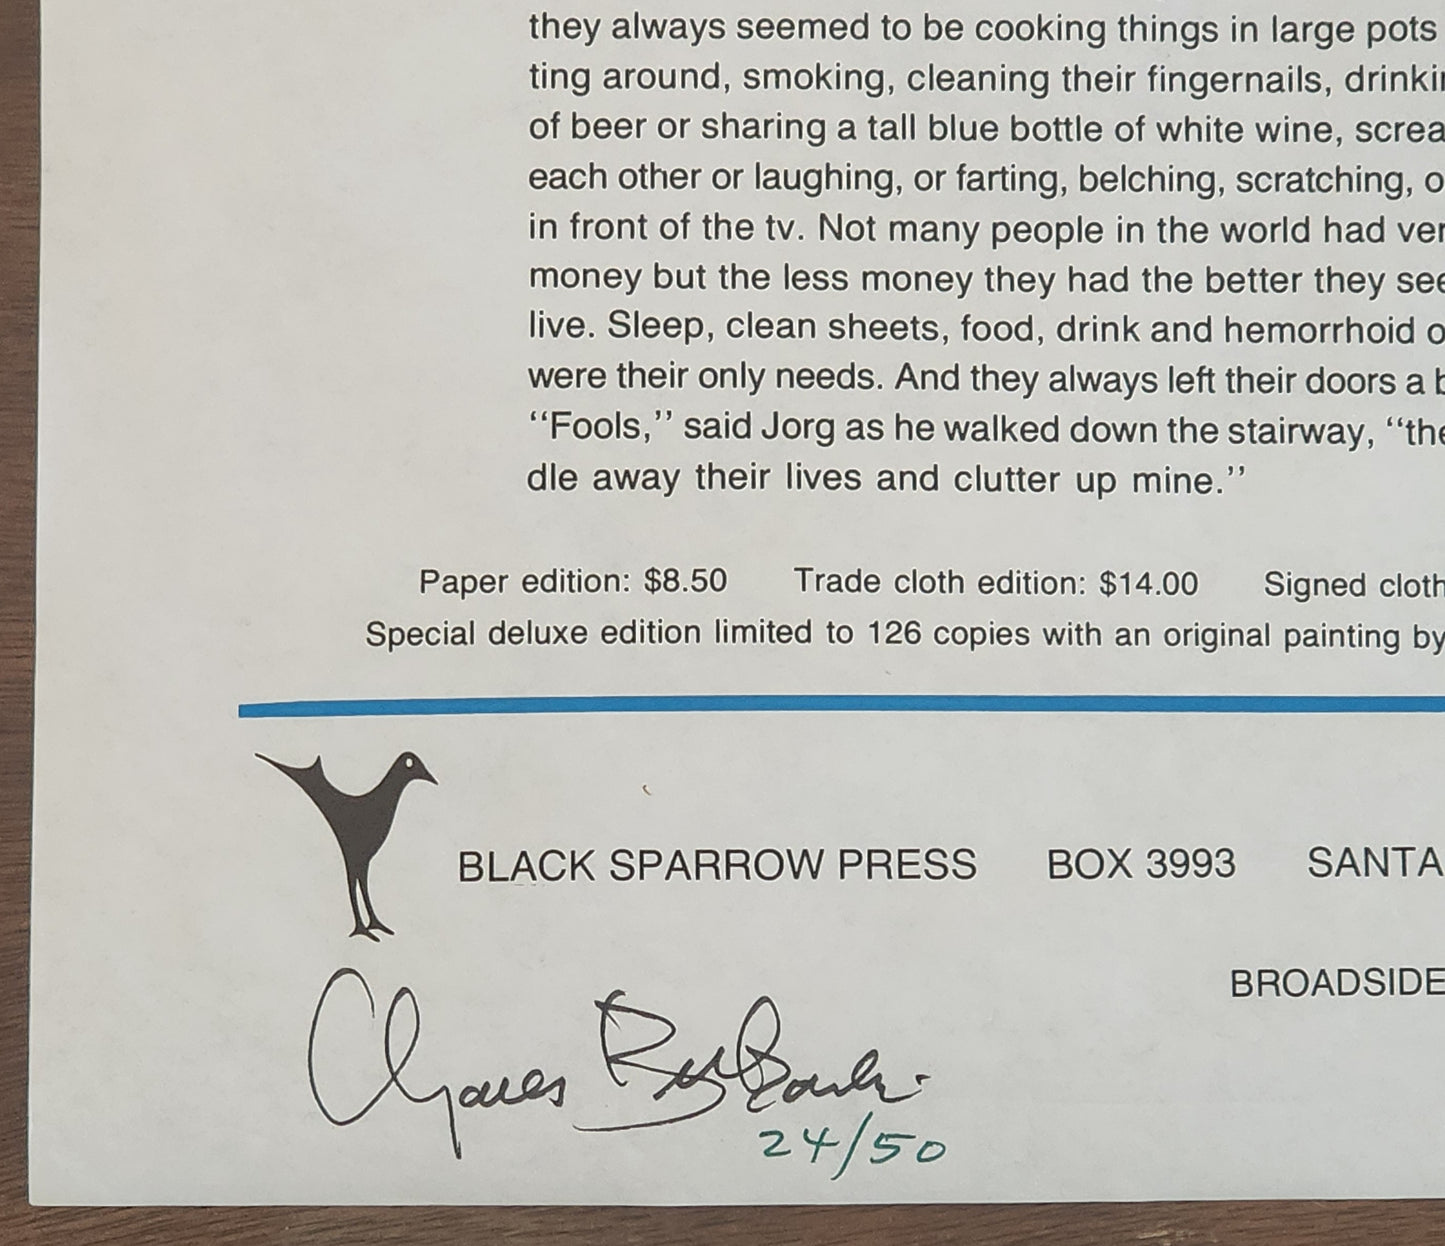 they always seemed to be cooking things in large pots
ting around, smoking, cleaning their fingernails, drinki
of beer or sharing a tall blue bottle of white wine, screa
each other or laughing, or farting, belching, scratching, o
in front of the tv. Not many people in the world had ver
money but the less money they had the better they see
live. Sleep, clean sheets, food, drink and hemorrhoid o
were their only needs. And they always left their doors a b
‘‘Fools,’’ said Jorg as he walked down the stairway, ‘‘the
dle away their lives and clutter up mine.’’
Paper edition: $8.50 Trade cloth edition: $14.00 Signed cloth
Special deluxe edition limited to 126 copies with an original painting by
BLACK SPARROW PRESS BOX 3993 SANTA
BROADSIDE
Charles Bukowski
24/50